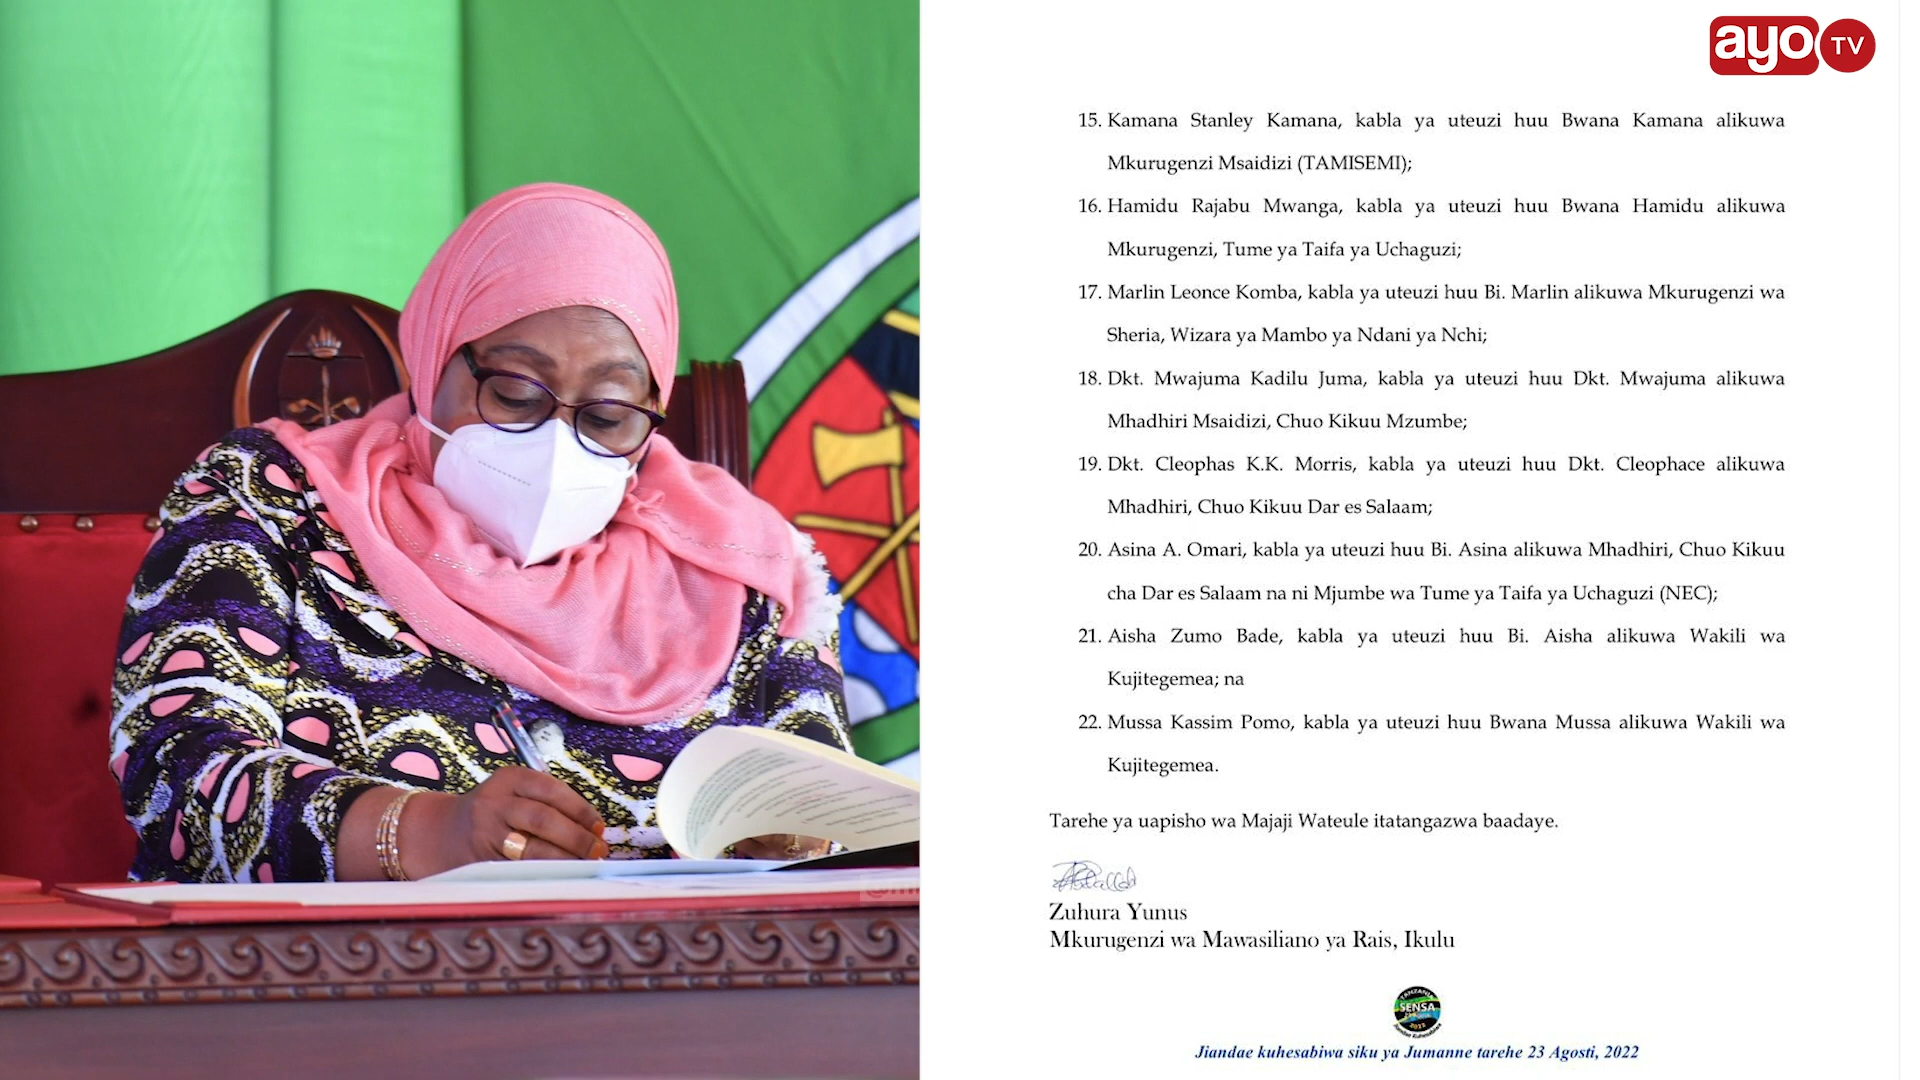 ayo TV
15. Kamana Stanley Kamana, kabla ya uteuzi huu Bwana Kamana alikuwa
Mkurugenzi Msaidizi (TAMISEMI);
16. Hamidu Rajabu Mwanga, kabla ya uteuzi huu Bwana Hamidu alikuwa
Mkurugenzi, Tume ya Taifa ya Uchaguzi;
17. Marlin Leonce Komba, kabla ya uteuzi huu Bi. Marlin alikuwa Mkurugenzi wa
Sheria, Wizara ya Mambo ya Ndani ya Nchi;
18. Dkt. Mwajuma Kadilu Juma, kabla ya uteuzi huu Dkt. Mwajuma alikuwa
Mhadhiri Msaidizi, Chuo Kikuu Mzumbe;
19. Dkt. Cleophas K.K. Morris, kabla ya uteuzi huu Dkt. Cleophace alikuwa
Mhadhiri, Chuo Kikuu Dar es Salaam;
20. Asina A. Omari, kabla ya uteuzi huu Bi. Asina alikuwa Mhadhiri, Chuo Kikuu
cha Dar es Salaam na ni Mjumbe wa Tume ya Taifa ya Uchaguzi (NEC);
21. Aisha Zumo Bade, kabla ya uteuzi huu Bi. Aisha alikuwa Wakili wa
Kujitegemea; na
22. Mussa Kassim Pomo, kabla ya uteuzi huu Bwana Mussa alikuwa Wakili wa
Kujitegemea.
Tarehe ya uapisho wa Majaji Wateule itatangazwa baadaye.
Zuhura Yunus
Mkurugenzi wa Mawasiliano ya Rais, Ikulu
TANZANIA
SENSA
2022
Jiandae kuhesabiwa siku ya Jumanne tarehe 23 Agosti, 2022